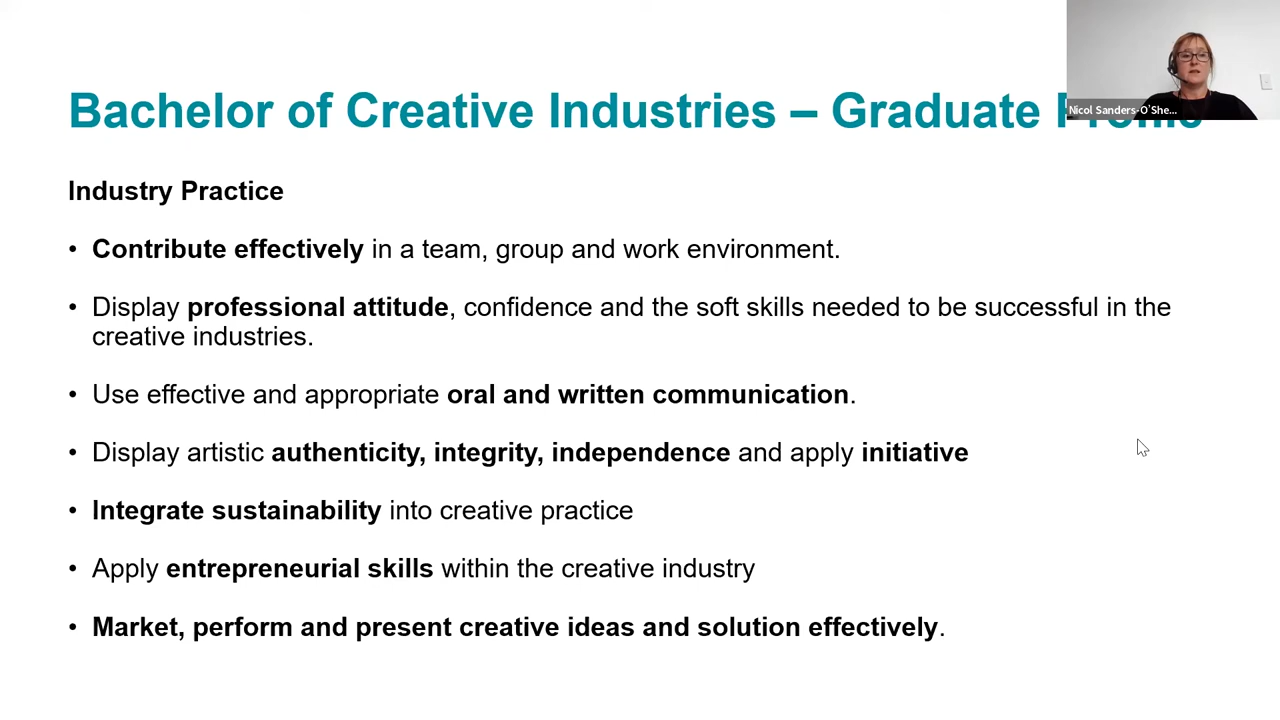 Bachelor of Creative Industries – Graduate
Nicol Sanders-O'She...
Industry Practice
• Contribute effectively in a team, group and work environment.
• Display professional attitude, confidence and the soft skills needed to be successful in the
creative industries.
• Use effective and appropriate oral and written communication.
• Display artistic authenticity, integrity, independence and apply initiative
• Integrate sustainability into creative practice
• Apply entrepreneurial skills within the creative industry
• Market, perform and present creative ideas and solution effectively.